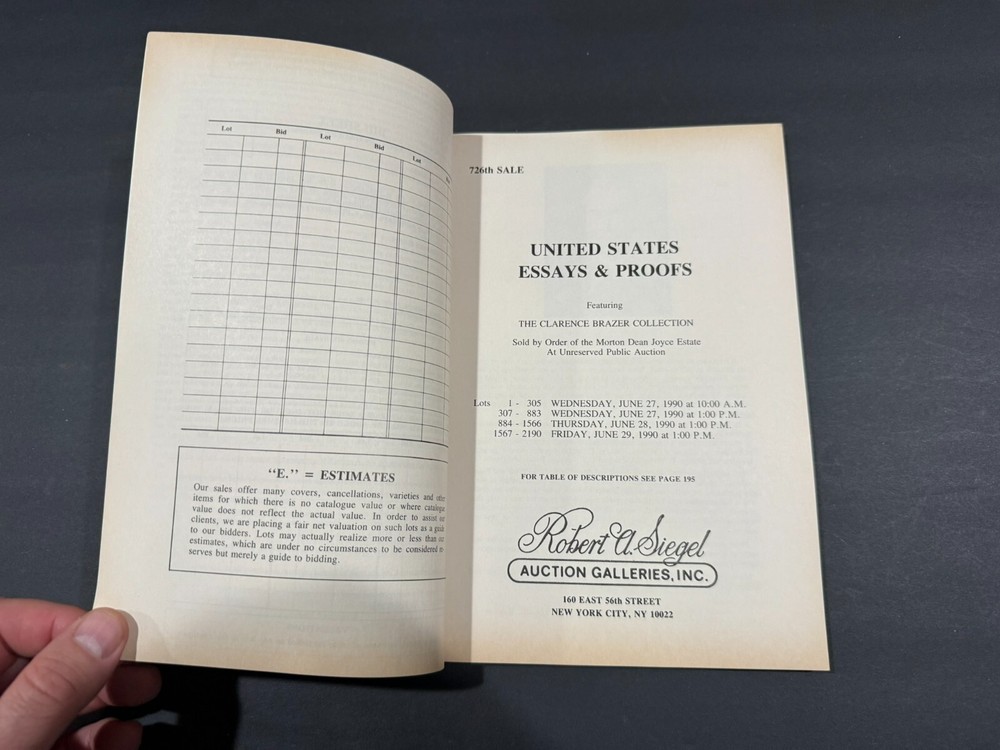 Lot Bid Lot Bid Lot
"E." = ESTIMATES
Our sales offer many covers, cancellations, varieties and other
items for which there is no catalogue value or where catalogue
value does not reflect the actual value. In order to assist our
clients, we are placing a fair net valuation on such lots as a guide
to our bidders. Lots may actually realize more or less than our
estimates, which are under no circumstances to be considered re-
serves but merely a guide to bidding.
726th SALE
UNITED STATES
ESSAYS & PROOFS
Featuring
THE CLARENCE BRAZER COLLECTION
Sold by Order of the Morton Dean Joyce Estate
At Unreserved Public Auction
Lots 1 - 305 WEDNESDAY, JUNE 27, 1990 at 10:00 A.M.
307 - 883 WEDNESDAY, JUNE 27, 1990 at 1:00 P.M.
884 - 1566 THURSDAY, JUNE 28, 1990 at 1:00 P.M.
1567 - 2190 FRIDAY, JUNE 29, 1990 at 1:00 P.M.
FOR TABLE OF DESCRIPTIONS SEE PAGE 195
Robert A. Siegel
AUCTION GALLERIES, INC.
160 EAST 56th STREET
NEW YORK CITY, NY 10022